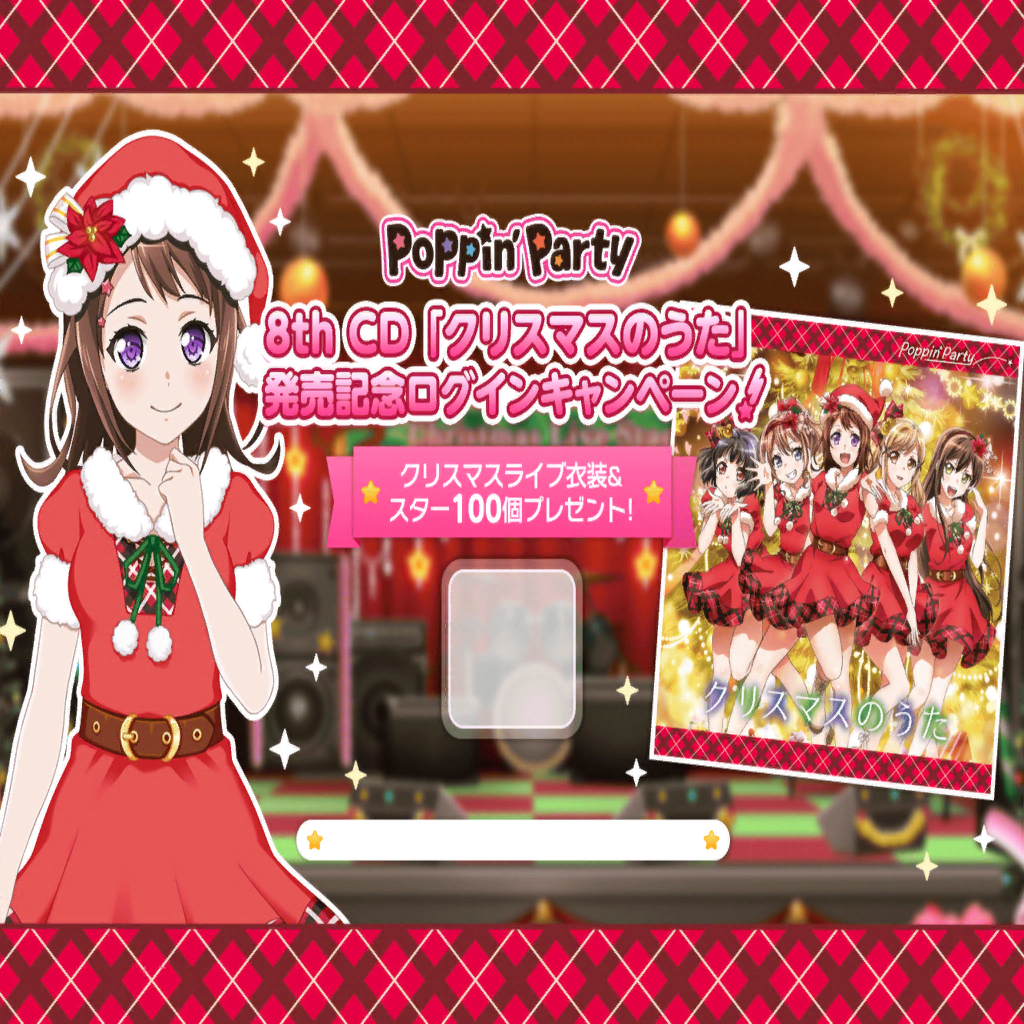 Poppin'Party
8th CD「クリスマスのうた」
発売記念ログインキャンペーン!
クリスマスライブ衣装&
スター100個プレゼント!
Poppin'Party
クリスマスのうた